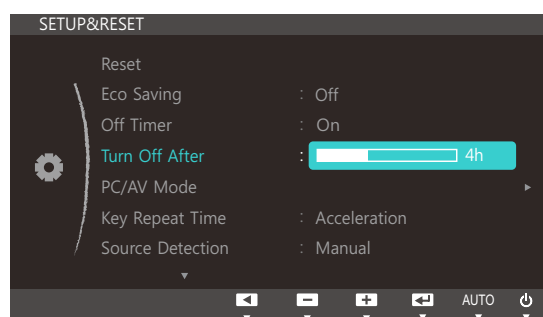 SETUP&RESET
Reset
Eco Saving : Off
Off Timer : On
Turn Off After : 4h
PC/AV Mode
Key Repeat Time : Acceleration
Source Detection : Manual
AUTO